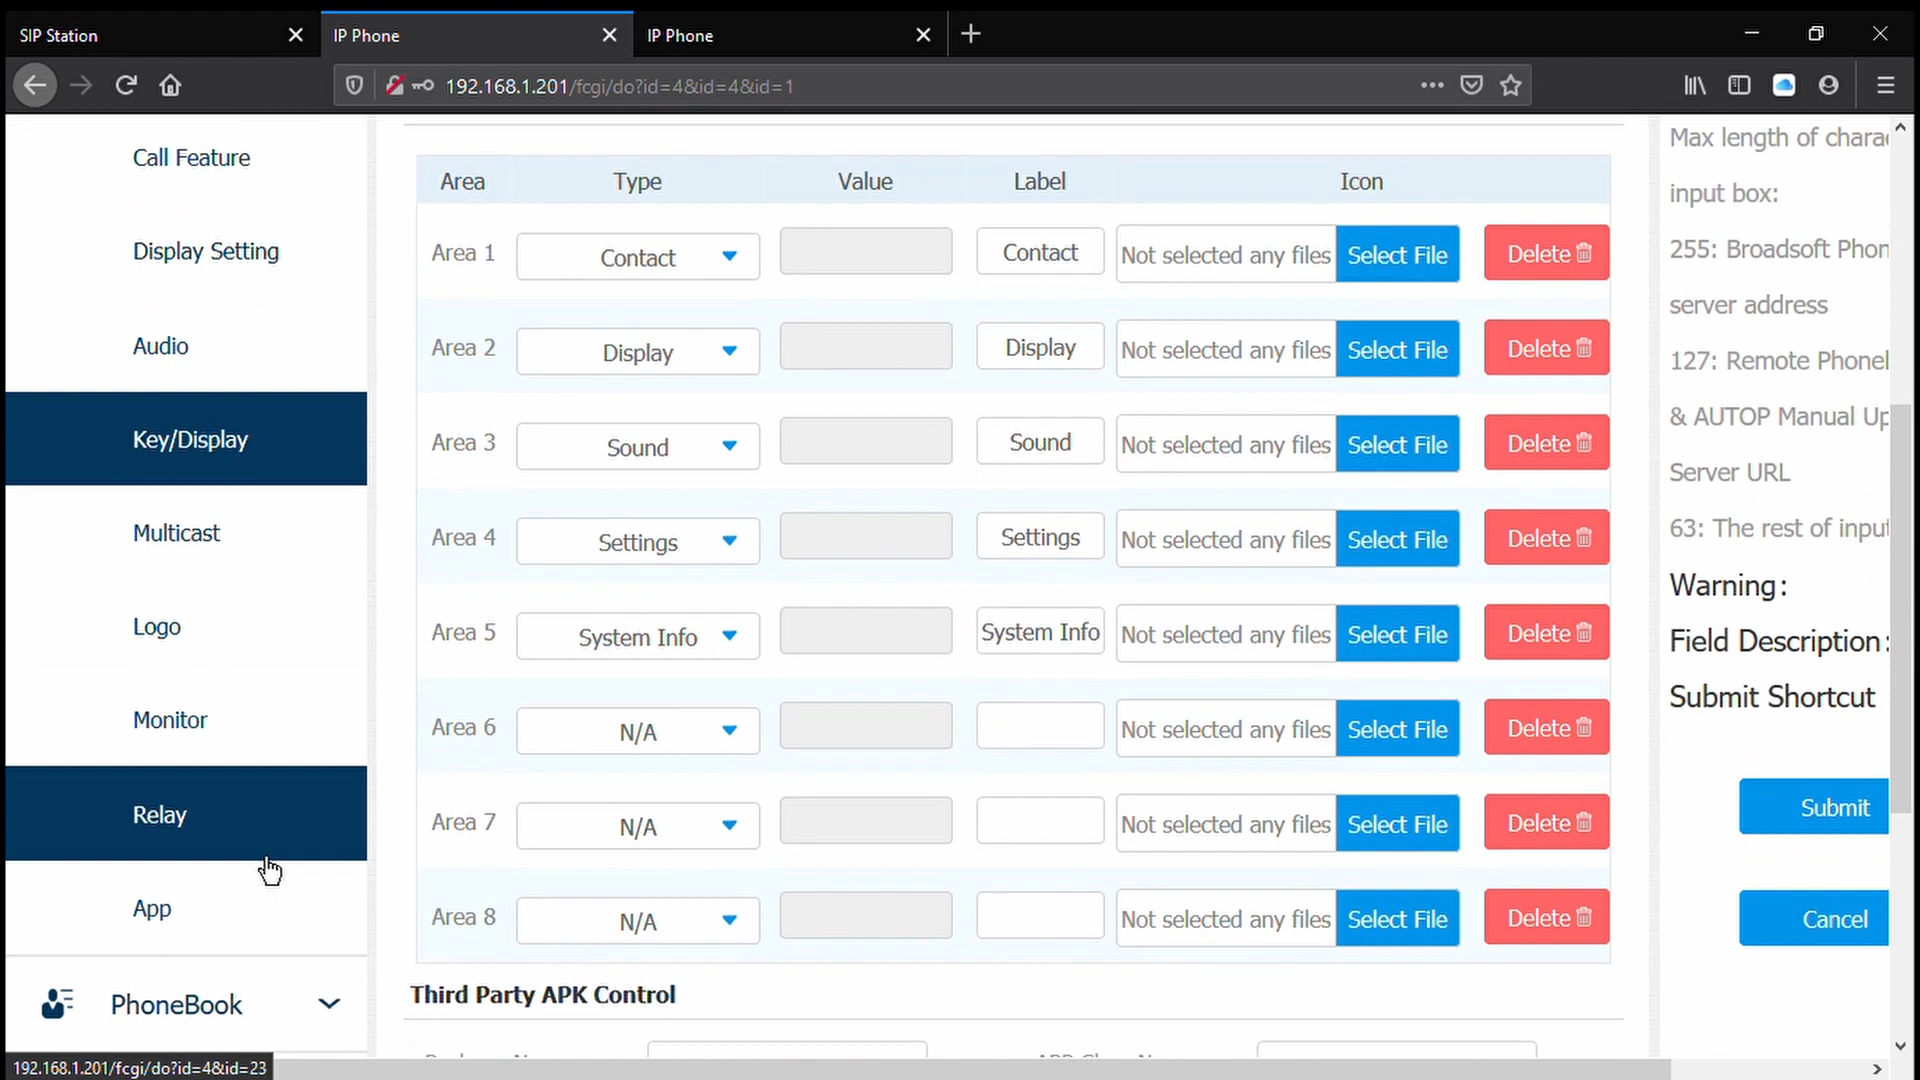 SIP Station
IP Phone
IP Phone
192.168.1.201/fcgi/do?id=4&id=4&id=1
Call Feature
Display Setting
Audio
Key/Display
Multicast
Logo
Monitor
Relay
App
PhoneBook
192.168.1.201/fcgi/do?id=4&id=23
Area Type Value Label Icon
Area 1 Contact Contact Not selected any files Select File Delete
Area 2 Display Display Not selected any files Select File Delete
Area 3 Sound Sound Not selected any files Select File Delete
Area 4 Settings Settings Not selected any files Select File Delete
Area 5 System Info System Info Not selected any files Select File Delete
Area 6 N/A Not selected any files Select File Delete
Area 7 N/A Not selected any files Select File Delete
Area 8 N/A Not selected any files Select File Delete
Third Party APK Control
Max length of charac
input box:
255: Broadsoft Phon
server address
127: Remote Phonel
& AUTOP Manual Up
Server URL
63: The rest of input
Warning:
Field Description:
Submit Shortcut
Submit
Cancel